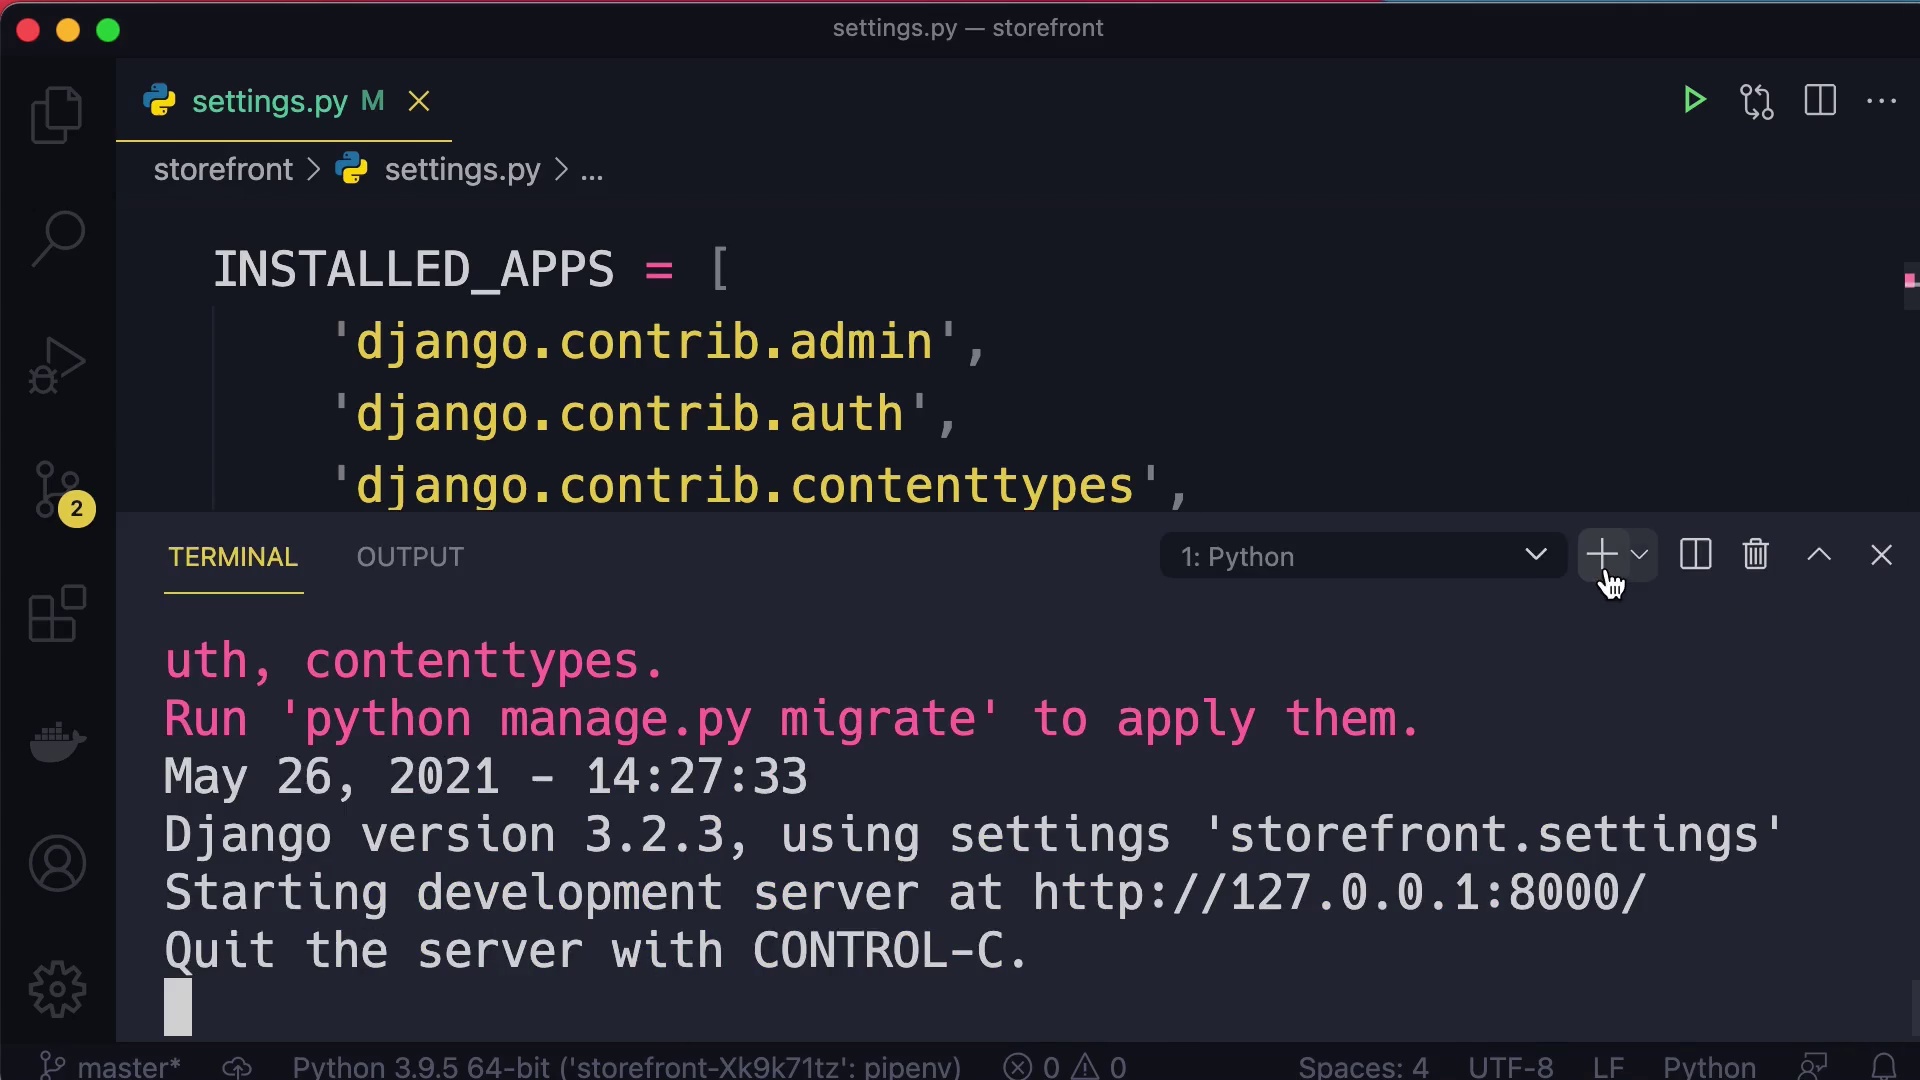 settings.py — storefront
settings.py M
storefront > settings.py > ...
INSTALLED_APPS = [
'django.contrib.admin',
'django.contrib.auth',
'django.contrib.contenttypes',
2
TERMINAL OUTPUT 1: Python
uth, contenttypes.
Run 'python manage.py migrate' to apply them.
May 26, 2021 - 14:27:33
Django version 3.2.3, using settings 'storefront.settings'
Starting development server at http://127.0.0.1:8000/
Quit the server with CONTROL-C.
master* Python 3.9.5 64-bit ('storefront-Xk9k71tz': pipenv) 0 0 Spaces: 4 UTF-8 LF Python